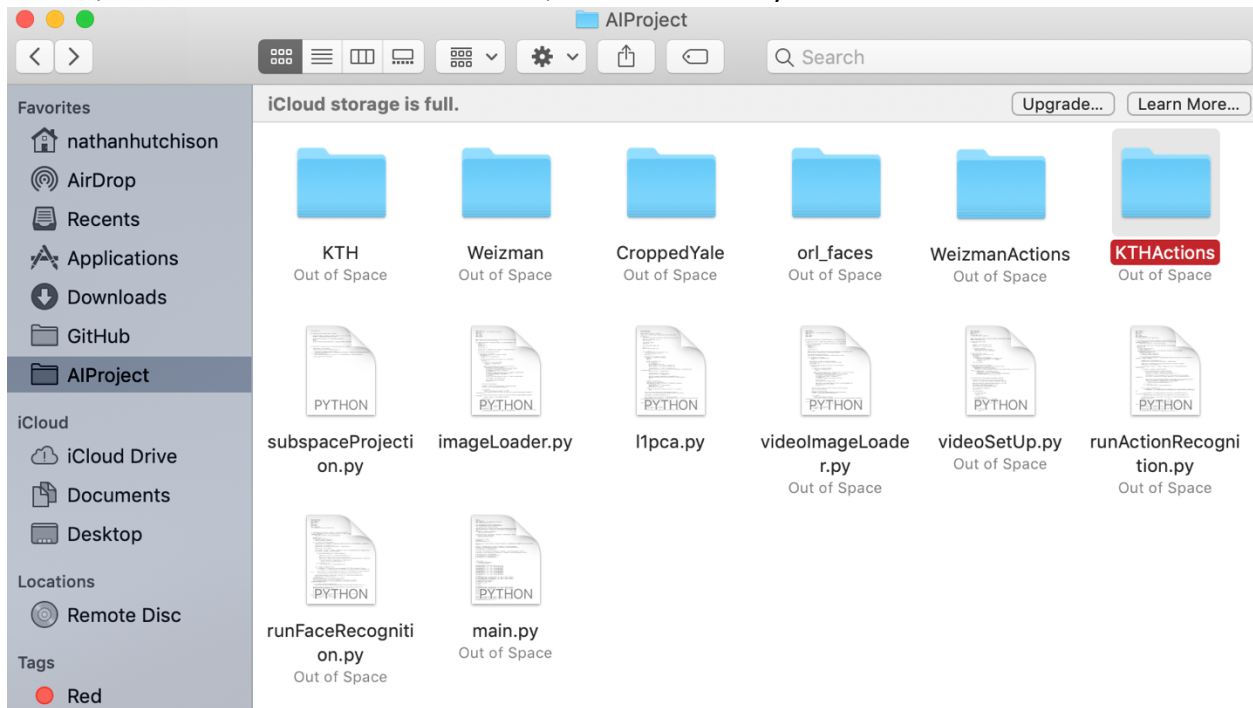 AIProject
Search
Favorites
nathanhutchison
AirDrop
Recents
Applications
Downloads
GitHub
AIProject
iCloud
iCloud Drive
Documents
Desktop
Locations
Remote Disc
Tags
Red
iCloud storage is full.
Upgrade...
Learn More...
KTH
Out of Space
Weizman
Out of Space
CroppedYale
Out of Space
orl_faces
Out of Space
WeizmanActions
Out of Space
KTHActions
Out of Space
PYTHON
subspaceProjecti
on.py
PYTHON
imageLoader.py
PYTHON
l1pca.py
PYTHON
videoImageLoade
r.py
Out of Space
PYTHON
videoSetUp.py
Out of Space
PYTHON
runActionRecogni
tion.py
Out of Space
PYTHON
runFaceRecogniti
on.py
Out of Space
PYTHON
main.py
Out of Space